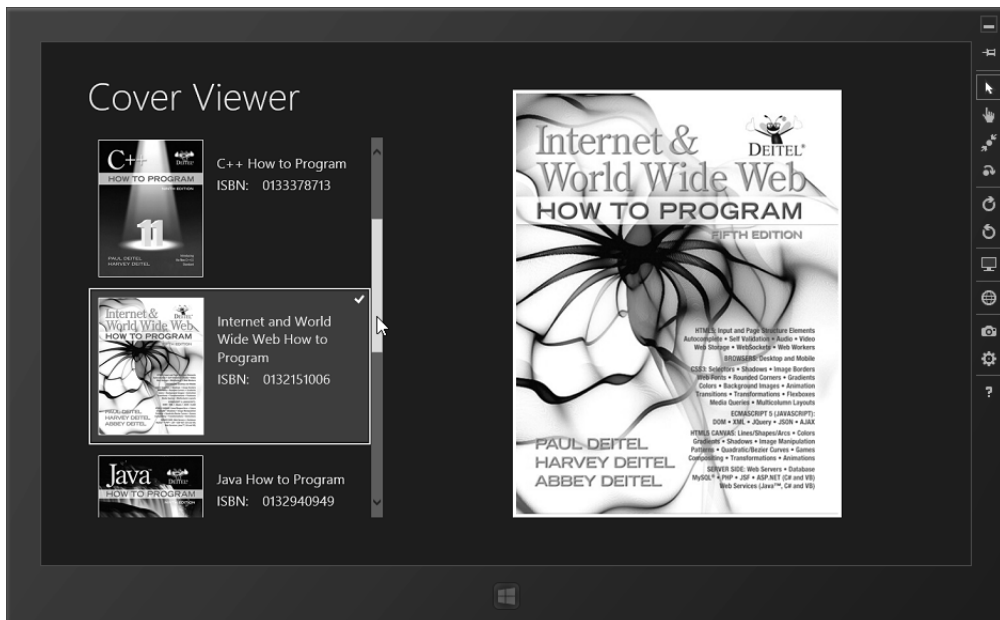 Cover Viewer
C++
DEITEL
HOW TO PROGRAM
NINTH EDITION
11
PAUL DEITEL
HARVEY DEITEL
C++ How to Program
ISBN: 0133378713
Internet &
DEITEL
World Wide Web
HOW TO PROGRAM
PAUL DEITEL
HARVEY DEITEL
ABBEY DEITEL
Internet and World
Wide Web How to
Program
ISBN: 0132151006
Java
DEITEL
HOW TO PROGRAM
Java How to Program
ISBN: 0132940949
Internet &
DEITEL®
World Wide Web
HOW TO PROGRAM
FIFTH EDITION
HTML5: Input and Page Structure Elements
Autocomplete • Self Validation • Audio • Video
Web Storage • WebSockets • Web Workers
BROWSERS: Desktop and Mobile
CSS3: Selectors • Shadows • Image Borders
Web Fonts • Rounded Corners • Gradients
Colors • Background Images • Animation
Transitions • Transformations • Flexboxes
Media Queries • Multicolumn Layouts
ECMASCRIPT 5 (JAVASCRIPT):
DOM • XML • JQuery • JSON • AJAX
HTML5 CANVAS: Lines/Shapes/Arcs • Colors
Gradients • Shadows • Image Manipulation
Patterns • Quadratic/Bezier Curves • Games
Compositing • Transformations • Animations
SERVER SIDE: Web Servers • Database
MySQL® • PHP • JSF • ASP.NET (C# and VB)
Web Services (Java™, C# and VB)
PAUL DEITEL
HARVEY DEITEL
ABBEY DEITEL
?